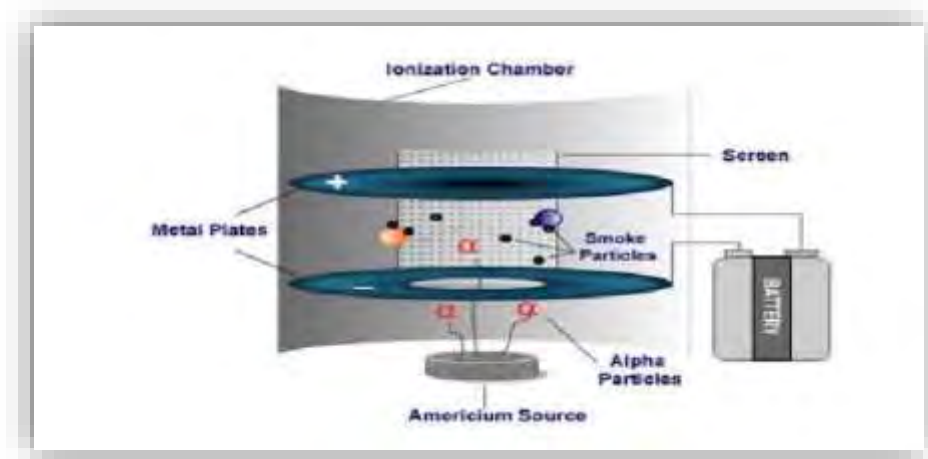 Ionization Chamber
Screen
+
Metal Plates
Smoke
Particles
α
−
BATTERY
α α
Alpha
Particles
Americium Source